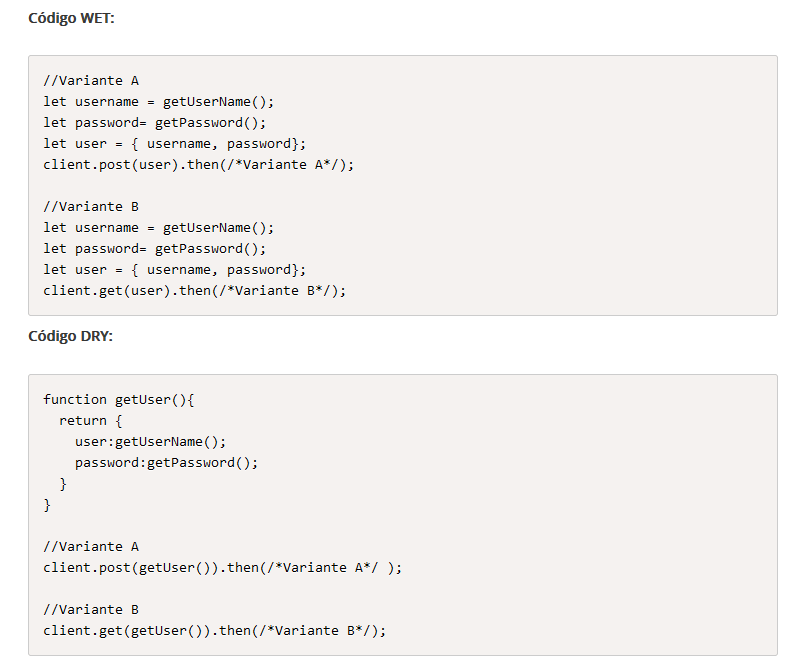 Código WET:
//Variante A
let username = getUserName();
let password= getPassword();
let user = { username, password};
client.post(user).then(/*Variante A*/);
//Variante B
let username = getUserName();
let password= getPassword();
let user = { username, password};
client.get(user).then(/*Variante B*/);
Código DRY:
function getUser(){
return {
user:getUserName();
password:getPassword();
}
}
//Variante A
client.post(getUser()).then(/*Variante A*/ );
//Variante B
client.get(getUser()).then(/*Variante B*/);